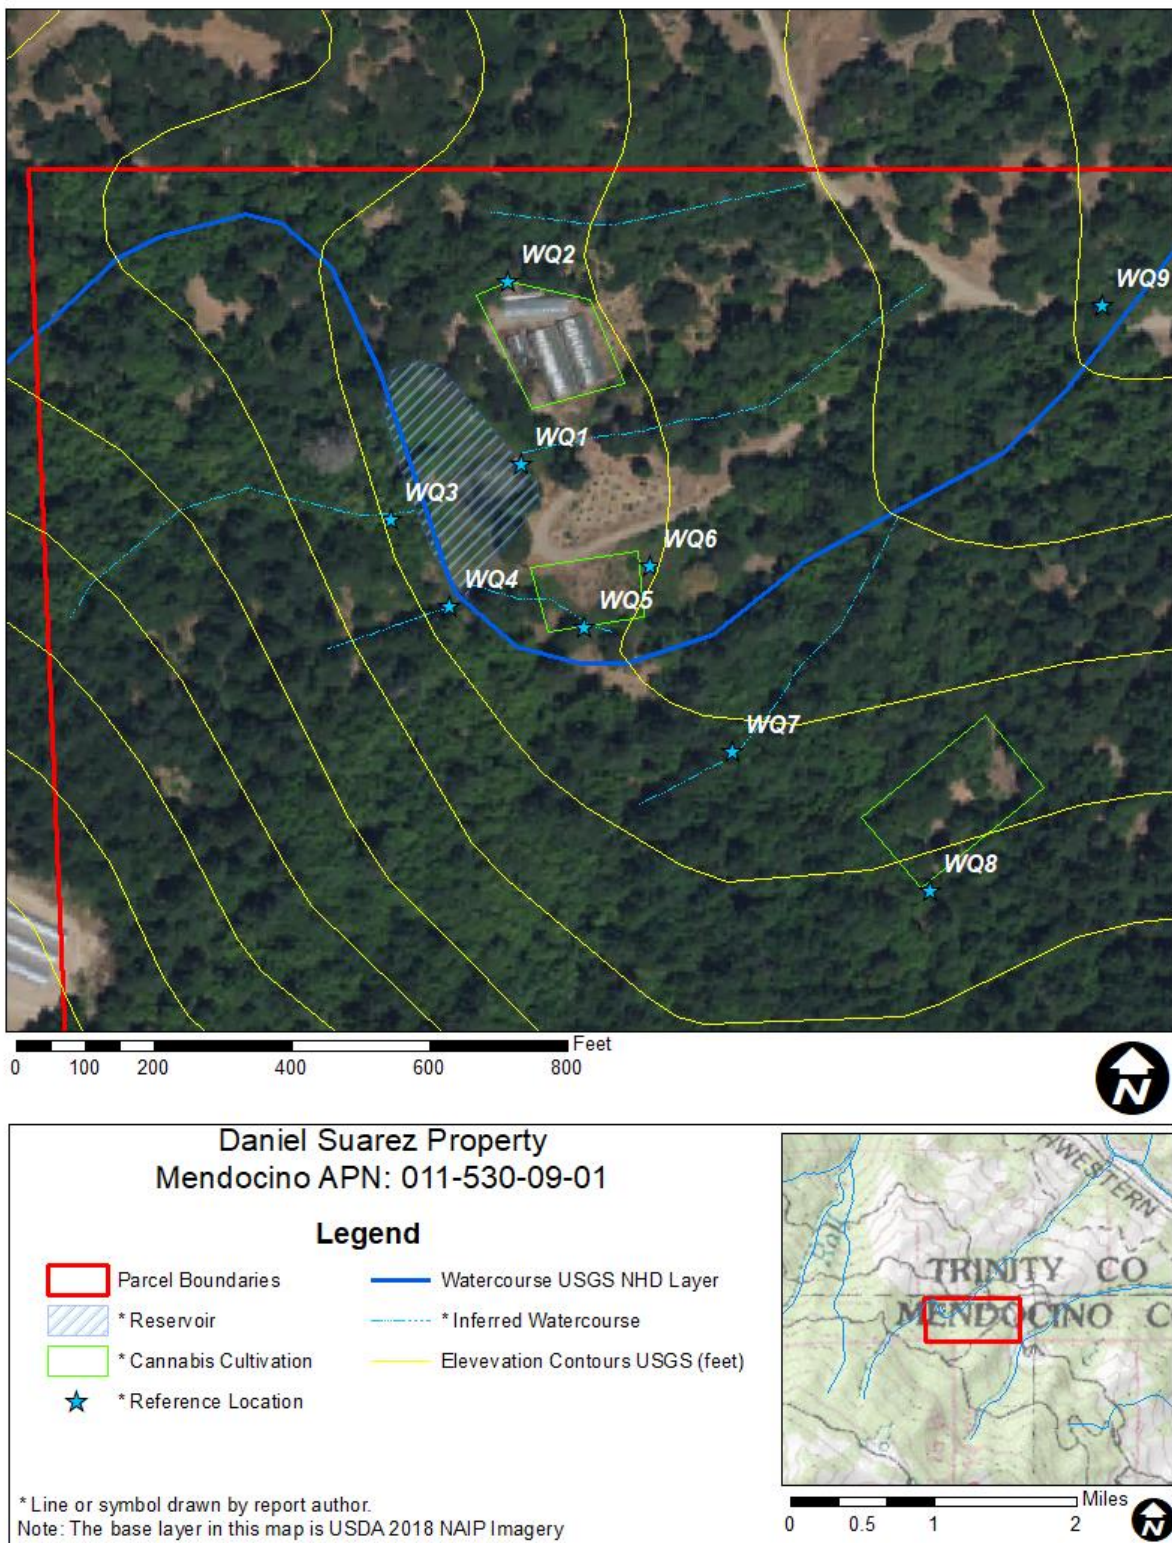 WQ2
WQ9
WQ1
WQ3
WQ6
WQ4
WQ5
WQ7
WQ8
Feet
0 100 200 400 600 800
N
Daniel Suarez Property
Mendocino APN: 011-530-09-01
Legend
Parcel Boundaries
Watercourse USGS NHD Layer
* Reservoir
* Inferred Watercourse
* Cannabis Cultivation
Elevevation Contours USGS (feet)
* Reference Location
* Line or symbol drawn by report author.
Note: The base layer in this map is USDA 2018 NAIP Imagery
HWESTERN
TRINITY CO
MENDOCINO C
Miles
0 0.5 1 2
N